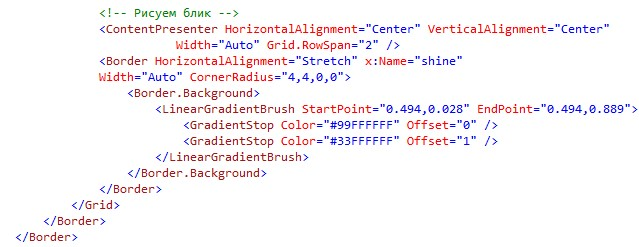 <!-- Рисуем блик -->
<ContentPresenter HorizontalAlignment="Center" VerticalAlignment="Center"
Width="Auto" Grid.RowSpan="2" />
<Border HorizontalAlignment="Stretch" x:Name="shine"
Width="Auto" CornerRadius="4,4,0,0">
<Border.Background>
<LinearGradientBrush StartPoint="0.494,0.028" EndPoint="0.494,0.889">
<GradientStop Color="#99FFFFFF" Offset="0" />
<GradientStop Color="#33FFFFFF" Offset="1" />
</LinearGradientBrush>
</Border.Background>
</Border>
</Grid>
</Border>
</Border>